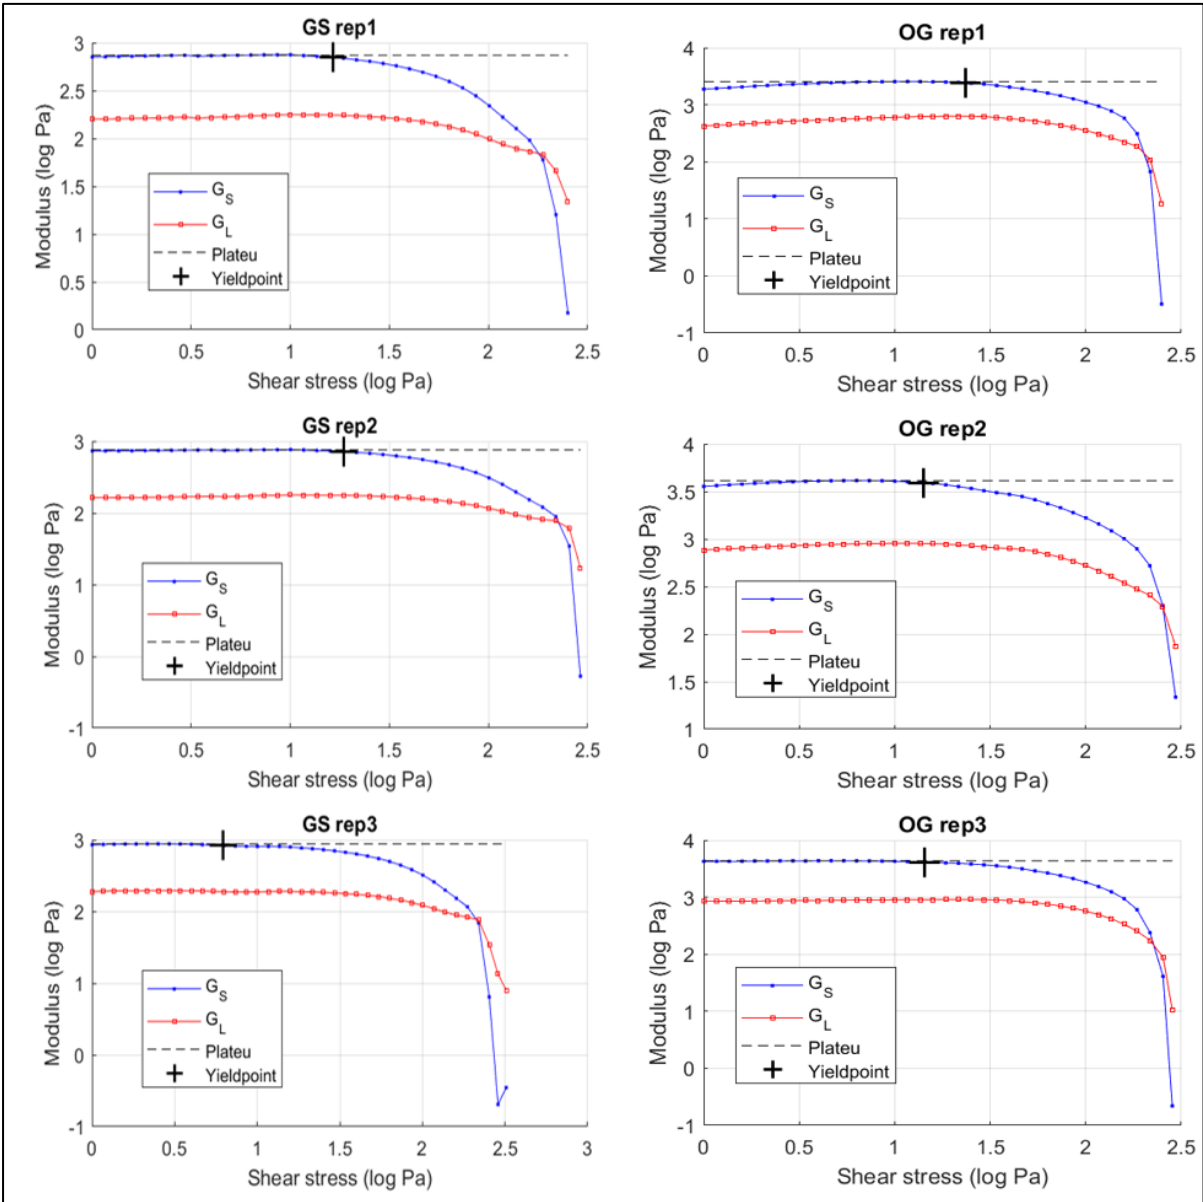 GS rep1
3
2.5
2
1.5
1
0.5
0
Modulus (log Pa)
G_S
G_L
Plateu
Yieldpoint
0 0.5 1 1.5 2 2.5
Shear stress (log Pa)
OG rep1
4
3
2
1
0
-1
Modulus (log Pa)
G_S
G_L
Plateu
Yieldpoint
0 0.5 1 1.5 2 2.5
Shear stress (log Pa)
GS rep2
3
2
1
0
-1
Modulus (log Pa)
G_S
G_L
Plateu
Yieldpoint
0 0.5 1 1.5 2 2.5
Shear stress (log Pa)
OG rep2
4
3.5
3
2.5
2
1.5
1
Modulus (log Pa)
G_S
G_L
Plateu
Yieldpoint
0 0.5 1 1.5 2 2.5
Shear stress (log Pa)
GS rep3
3
2
1
0
-1
Modulus (log Pa)
G_S
G_L
Plateu
Yieldpoint
0 0.5 1 1.5 2 2.5 3
Shear stress (log Pa)
OG rep3
4
3
2
1
0
-1
Modulus (log Pa)
G_S
G_L
Plateu
Yieldpoint
0 0.5 1 1.5 2 2.5
Shear stress (log Pa)